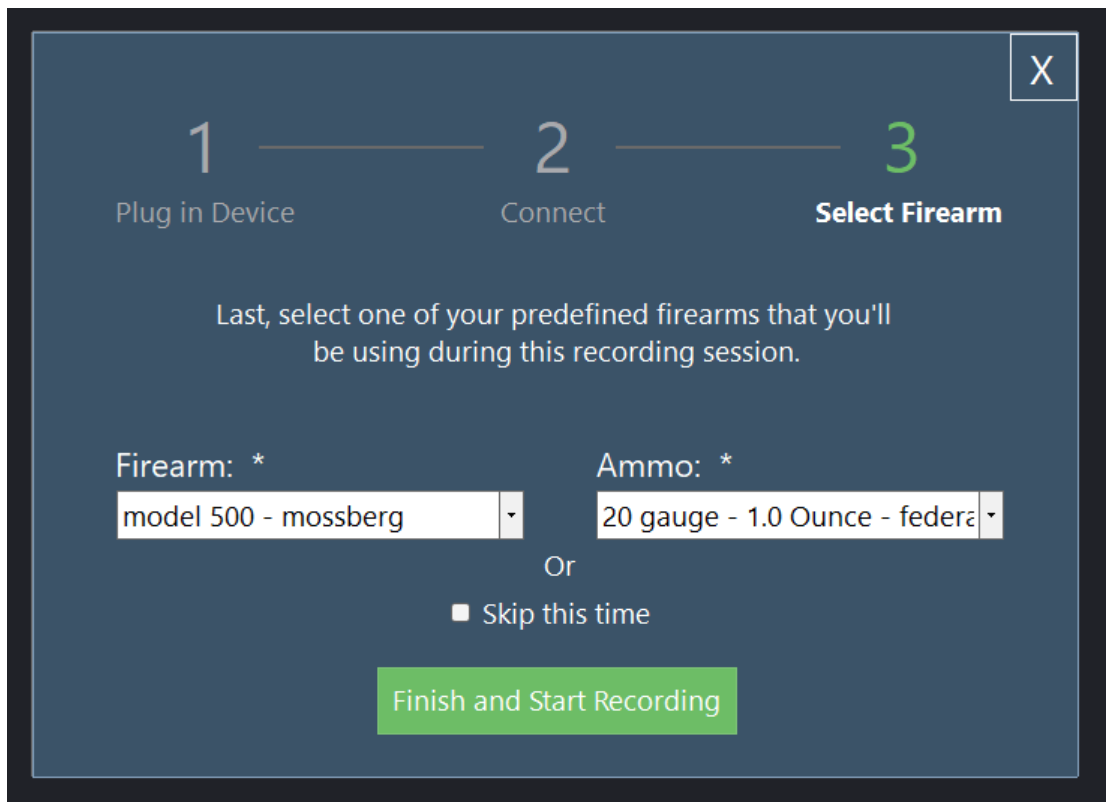 X
1
2
3
Plug in Device
Connect
Select Firearm
Last, select one of your predefined firearms that you'll
be using during this recording session.
Firearm: *
Ammo: *
model 500 - mossberg
20 gauge - 1.0 Ounce -
Or
Skip this time
Finish and Start Recording